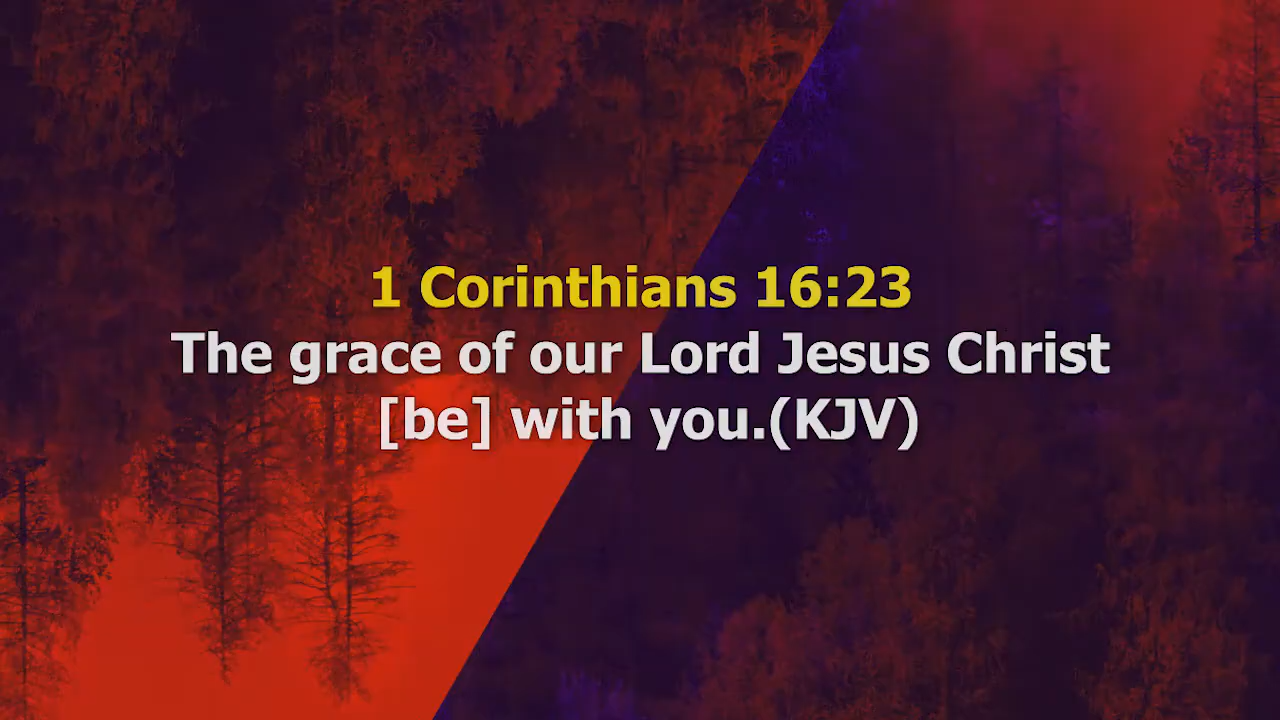 1 Corinthians 16:23
The grace of our Lord Jesus Christ
[be] with you.(KJV)